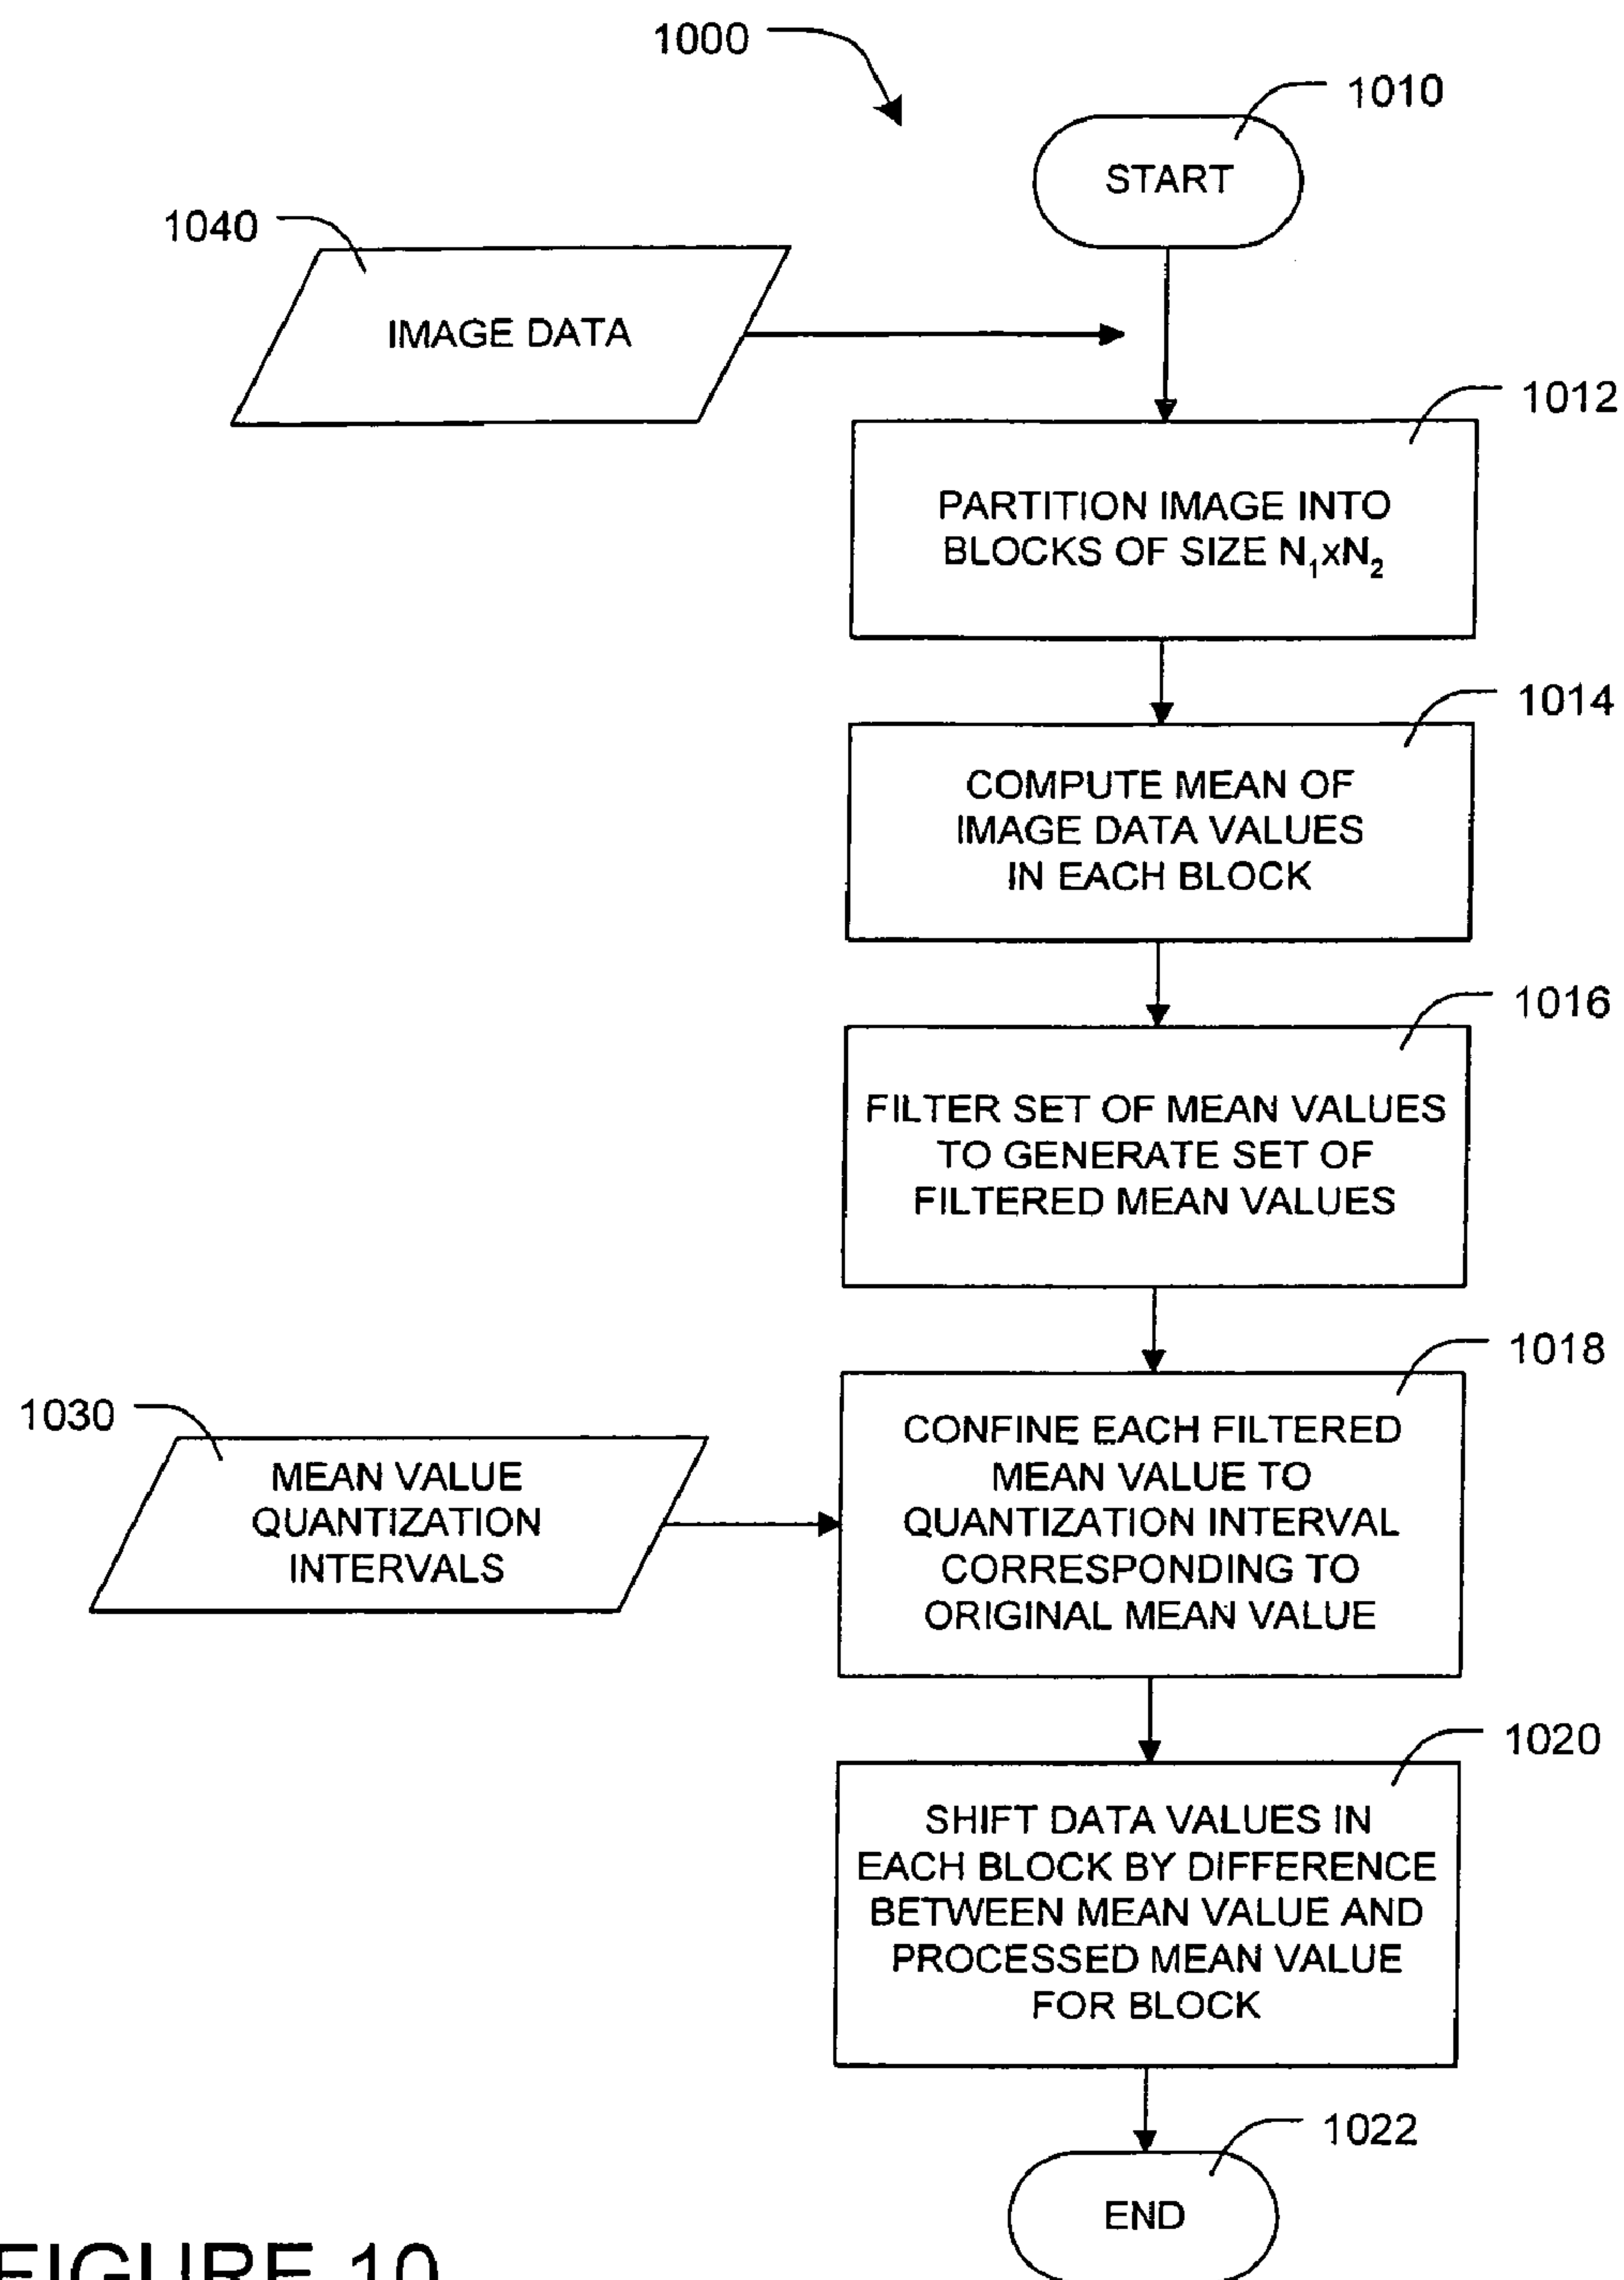 1000
1010
START
1040
IMAGE DATA
1012
PARTITION IMAGE INTO
BLOCKS OF SIZE N₁xN₂
1014
COMPUTE MEAN OF
IMAGE DATA VALUES
IN EACH BLOCK
1016
FILTER SET OF MEAN VALUES
TO GENERATE SET OF
FILTERED MEAN VALUES
1018
1030
MEAN VALUE
QUANTIZATION
INTERVALS
CONFINE EACH FILTERED
MEAN VALUE TO
QUANTIZATION INTERVAL
CORRESPONDING TO
ORIGINAL MEAN VALUE
1020
SHIFT DATA VALUES IN
EACH BLOCK BY DIFFERENCE
BETWEEN MEAN VALUE AND
PROCESSED MEAN VALUE
FOR BLOCK
1022
END
FIGURE 10